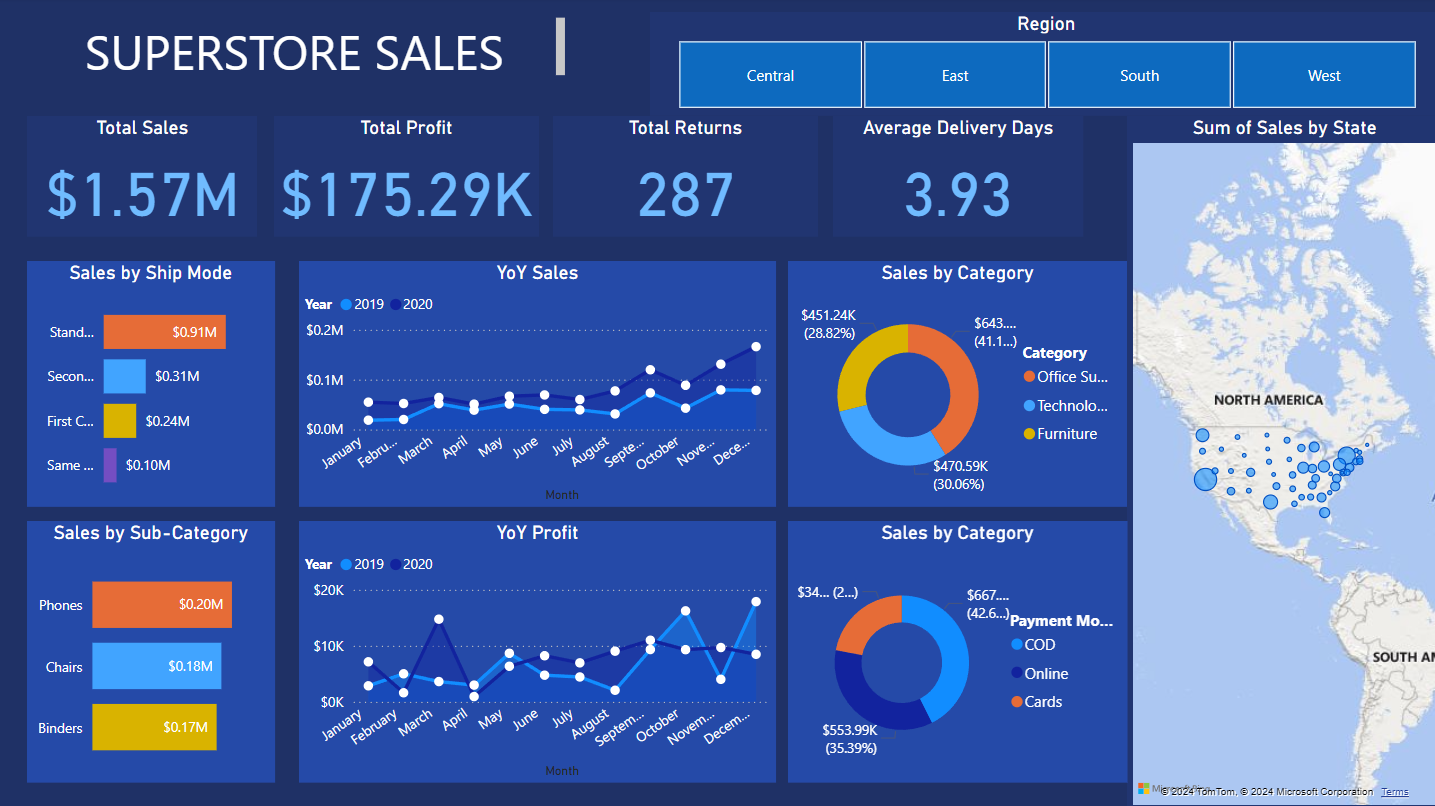 SUPERSTORE SALES
Region
Central
East
South
West
Total Sales
$1.57M
Total Profit
$175.29K
Total Returns
287
Average Delivery Days
3.93
Sum of Sales by State
NORTH AMERICA
SOUTH AM
© 2024 TomTom, © 2024 Microsoft Corporation Terms
Sales by Ship Mode
Stand... $0.91M
Secon... $0.31M
First C... $0.24M
Same ... $0.10M
YoY Sales
Year 2019 2020
$0.2M
$0.1M
$0.0M
January Febru... March April May June July August Septe... October Nove... Dece...
Month
Sales by Category
$451.24K
(28.82%)
$643....
(41.1...)
$470.59K
(30.06%)
Category
Office Su...
Technolo...
Furniture
Sales by Sub-Category
Phones $0.20M
Chairs $0.18M
Binders $0.17M
YoY Profit
Year 2019 2020
$20K
$10K
$0K
January February March April May June July August Septem... October Novem... Decem...
Month
Sales by Category
$34... (2...)
$667....
(42.6...)
$553.99K
(35.39%)
Payment Mo...
COD
Online
Cards